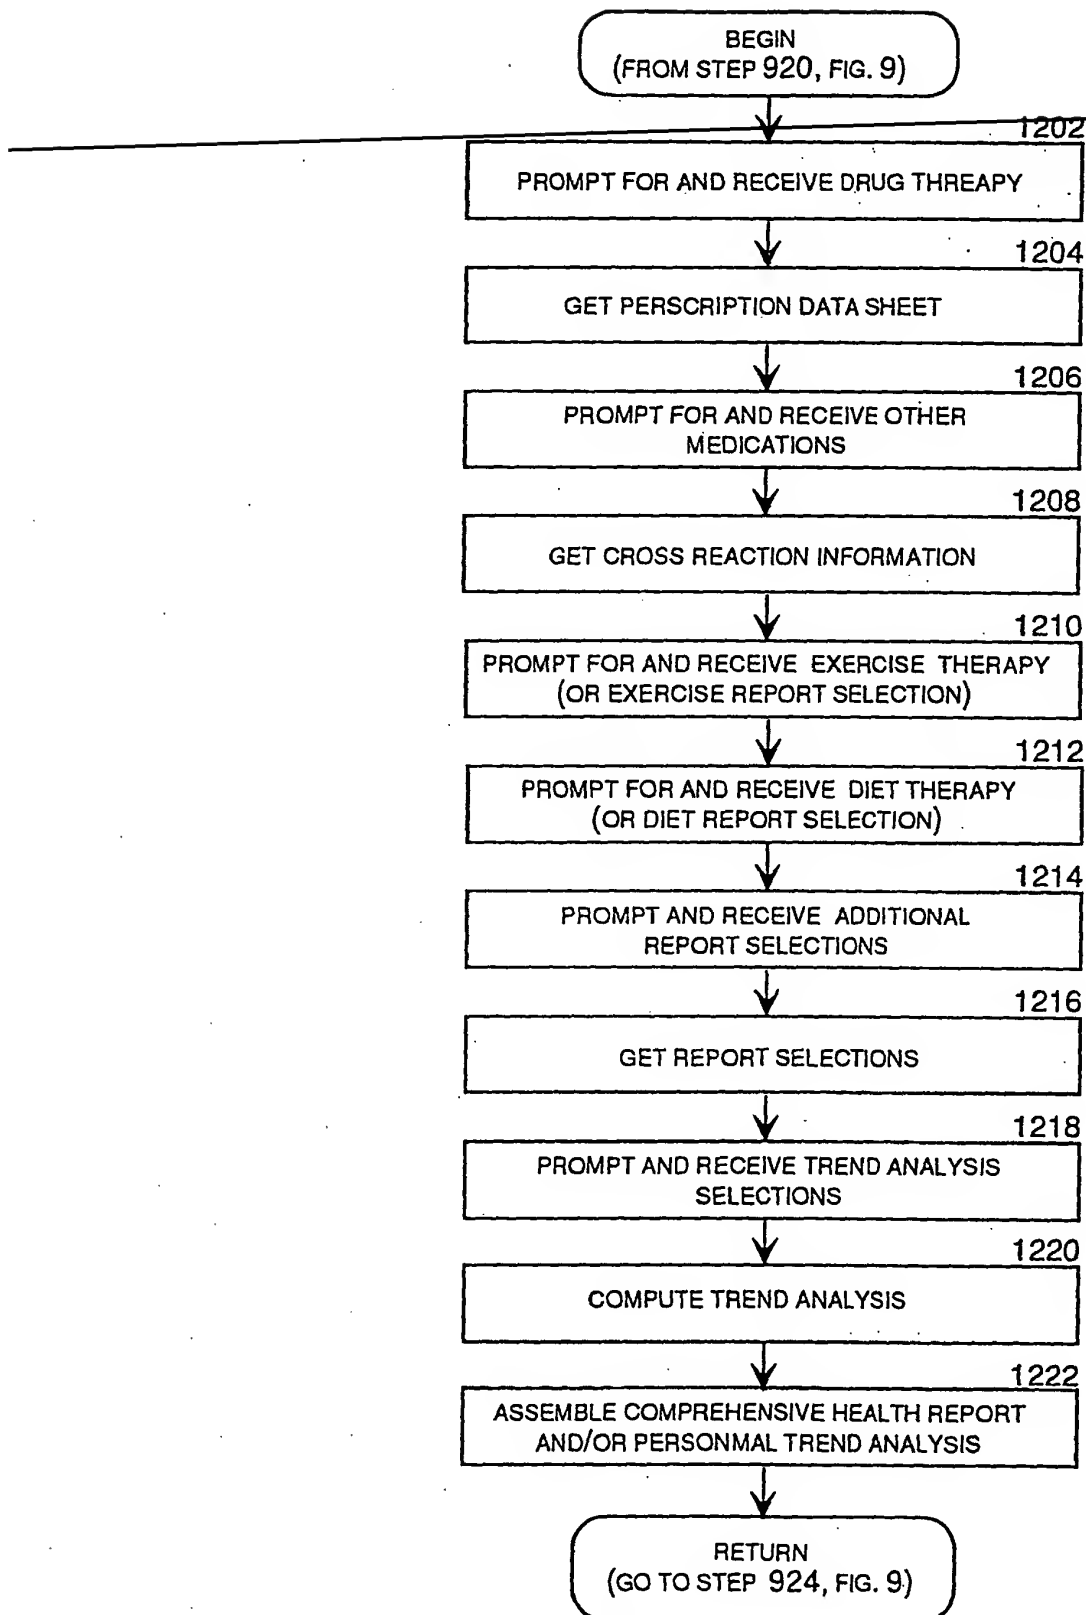 BEGIN
(FROM STEP 920, FIG. 9)
1202
PROMPT FOR AND RECEIVE DRUG THREAPY
1204
GET PERSCRIPTION DATA SHEET
1206
PROMPT FOR AND RECEIVE OTHER
MEDICATIONS
1208
GET CROSS REACTION INFORMATION
1210
PROMPT FOR AND RECEIVE EXERCISE THERAPY
(OR EXERCISE REPORT SELECTION)
1212
PROMPT FOR AND RECEIVE DIET THERAPY
(OR DIET REPORT SELECTION)
1214
PROMPT AND RECEIVE ADDITIONAL
REPORT SELECTIONS
1216
GET REPORT SELECTIONS
1218
PROMPT AND RECEIVE TREND ANALYSIS
SELECTIONS
1220
COMPUTE TREND ANALYSIS
1222
ASSEMBLE COMPREHENSIVE HEALTH REPORT
AND/OR PERSONMAL TREND ANALYSIS
RETURN
(GO TO STEP 924, FIG. 9)